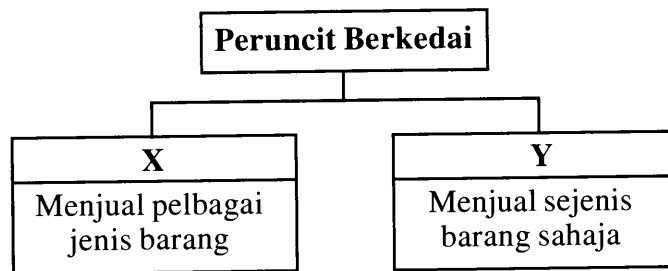 Peruncit Berkedai
X
Menjual pelbagai
jenis barang
Y
Menjual sejenis
barang sahaja